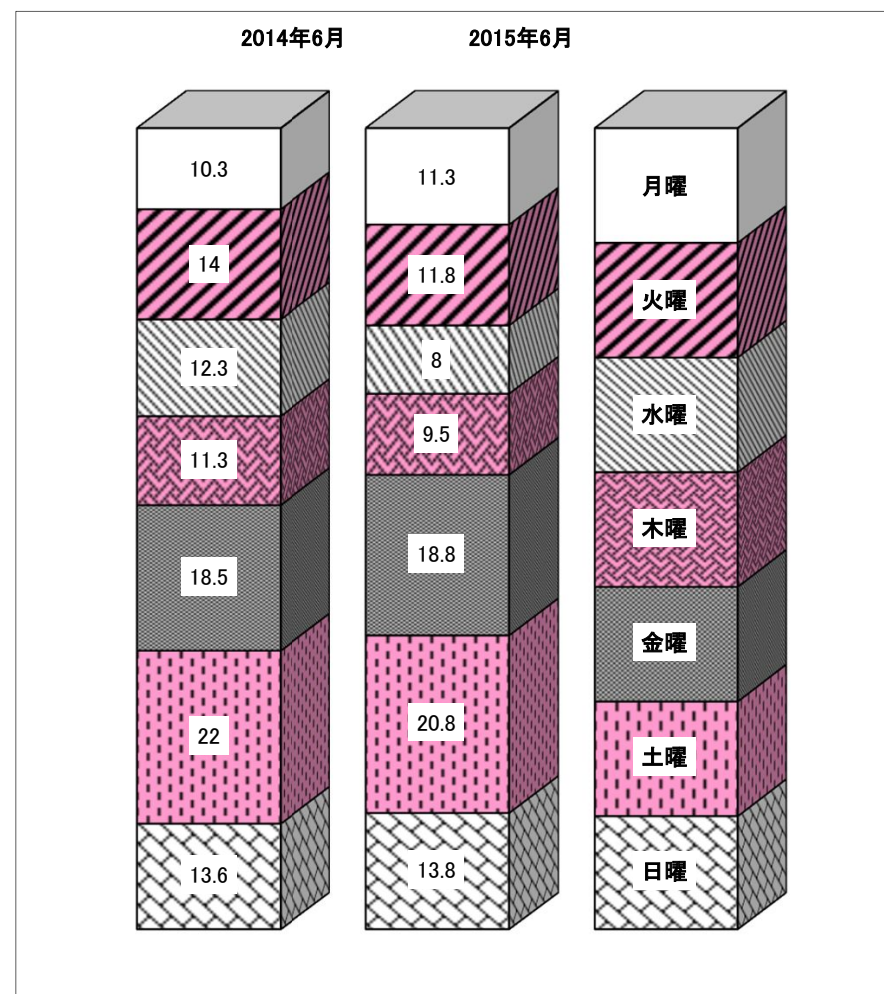 2014年6月 2015年6月
10.3 11.3 月曜
14 11.8 火曜
12.3 8 水曜
11.3 9.5 木曜
18.5 18.8 金曜
22 20.8 土曜
13.6 13.8 日曜